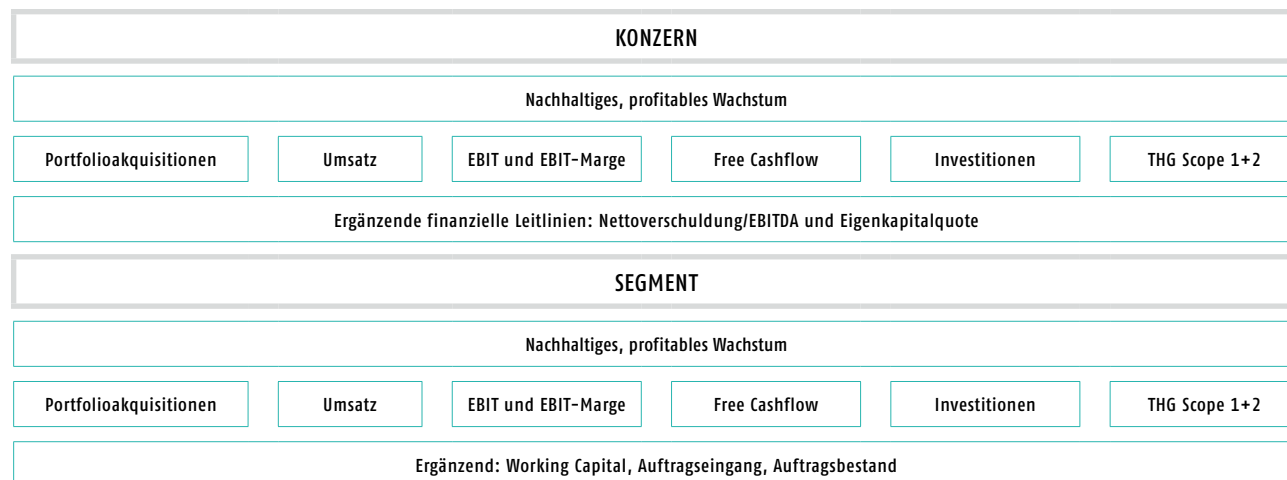 KONZERN
Nachhaltiges, profitables Wachstum
Portfolioakquisitionen Umsatz EBIT und EBIT-Marge Free Cashflow Investitionen THG Scope 1+2
Ergänzende finanzielle Leitlinien: Nettoverschuldung/EBITDA und Eigenkapitalquote
SEGMENT
Nachhaltiges, profitables Wachstum
Portfolioakquisitionen Umsatz EBIT und EBIT-Marge Free Cashflow Investitionen THG Scope 1+2
Ergänzend: Working Capital, Auftragseingang, Auftragsbestand